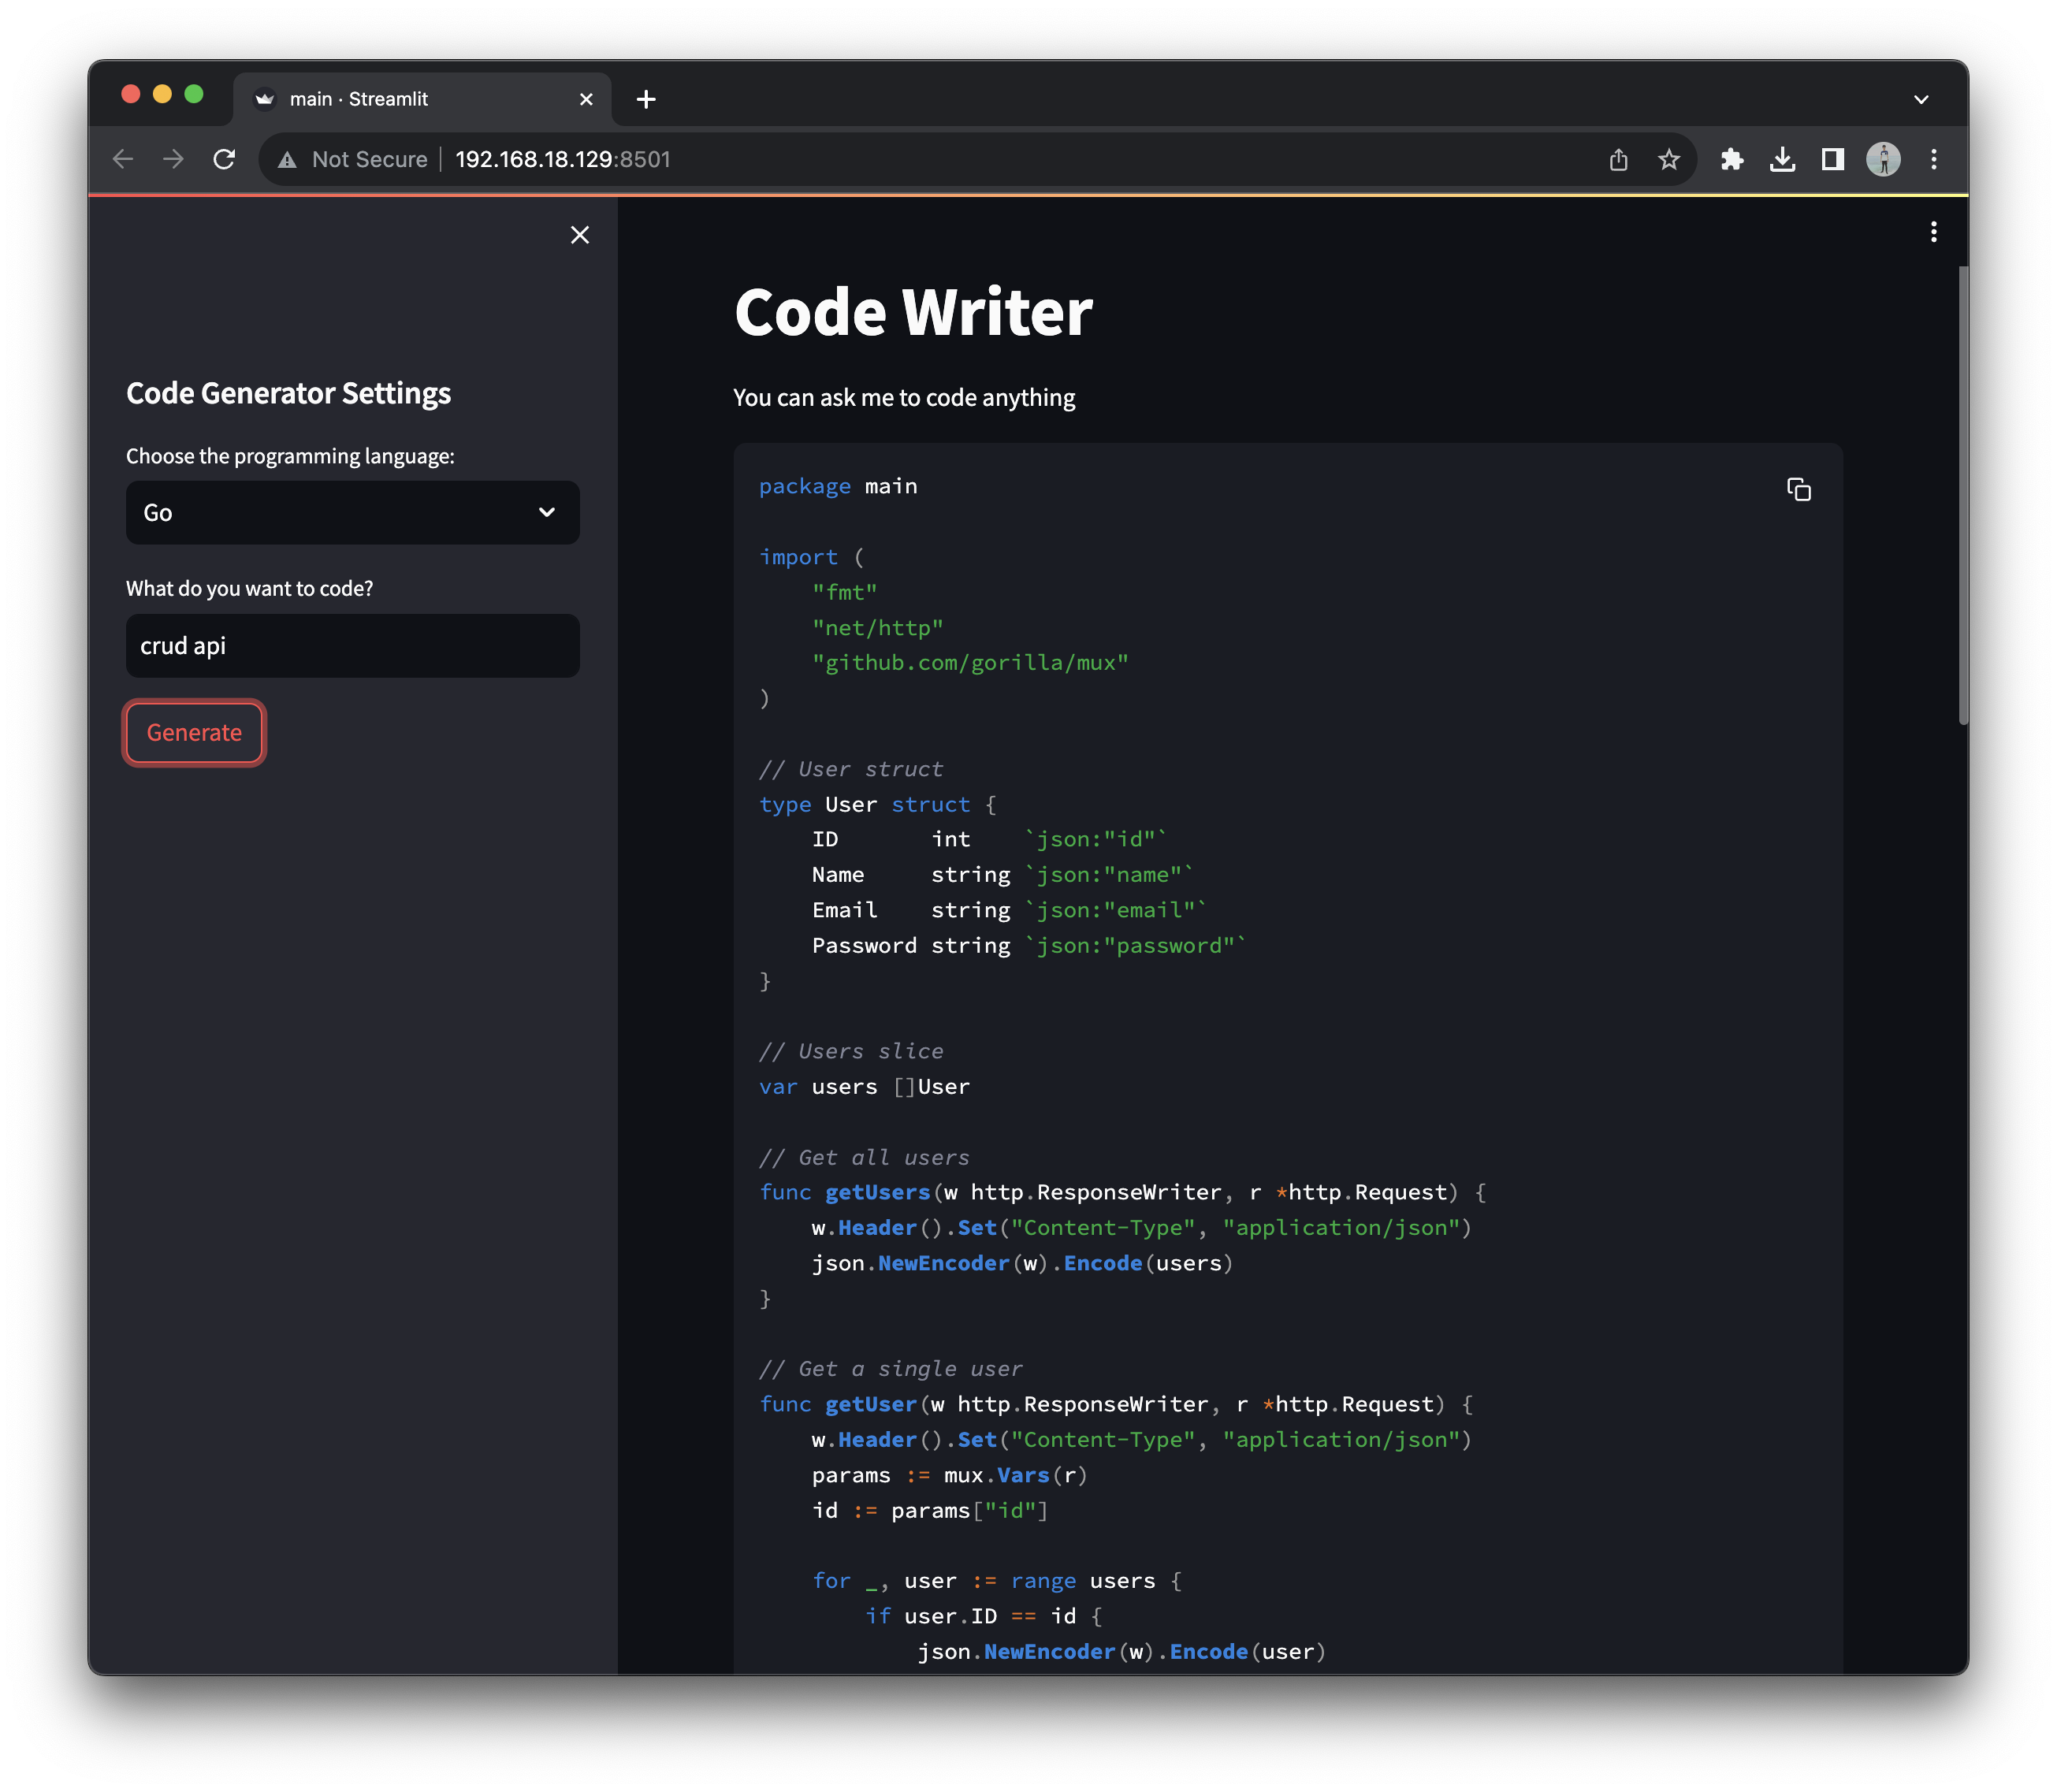 main · Streamlit
Not Secure 192.168.18.129:8501
Code Generator Settings
Choose the programming language:
Go
What do you want to code?
crud api
Generate
Code Writer
You can ask me to code anything
package main
import (
    "fmt"
    "net/http"
    "github.com/gorilla/mux"
)
// User struct
type User struct {
    ID       int    `json:"id"`
    Name     string `json:"name"`
    Email    string `json:"email"`
    Password string `json:"password"`
}
// Users slice
var users []User
// Get all users
func getUsers(w http.ResponseWriter, r *http.Request) {
    w.Header().Set("Content-Type", "application/json")
    json.NewEncoder(w).Encode(users)
}
// Get a single user
func getUser(w http.ResponseWriter, r *http.Request) {
    w.Header().Set("Content-Type", "application/json")
    params := mux.Vars(r)
    id := params["id"]
    for _, user := range users {
        if user.ID == id {
            json.NewEncoder(w).Encode(user)